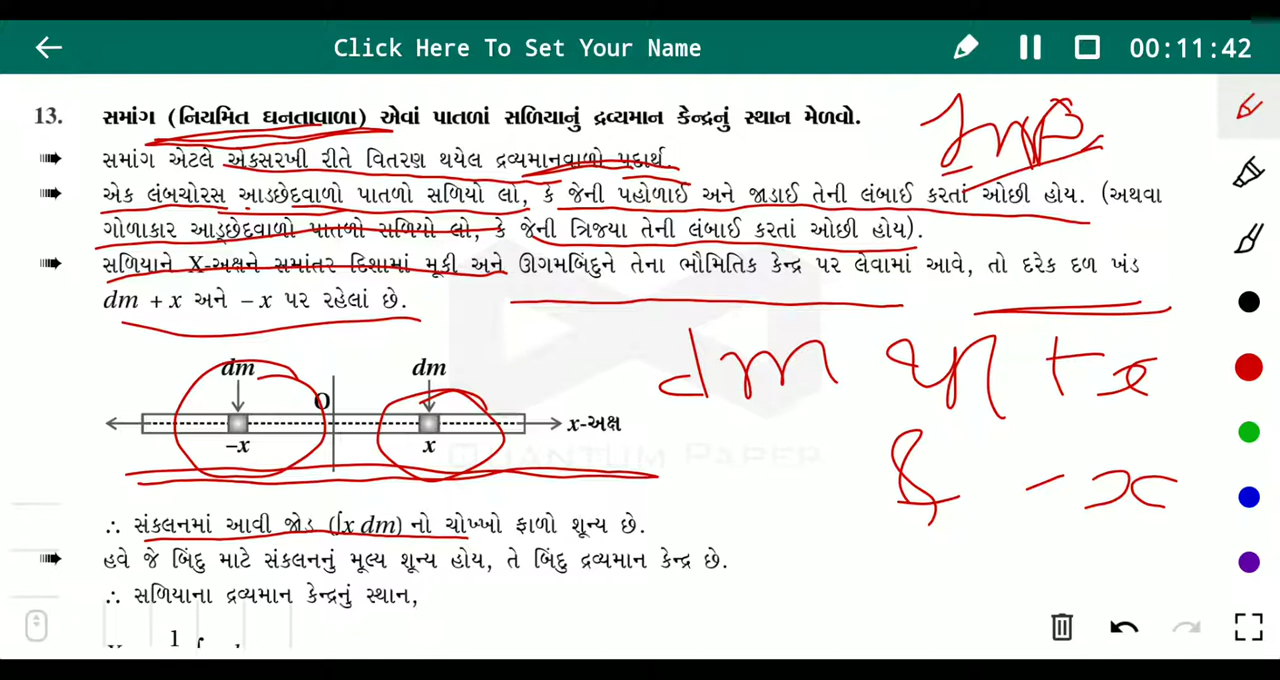 Click Here To Set Your Name
00:11:42
13. સમાંગ (નિયમિત ઘનતાવાળા) એવાં પાતળાં સળિયાનું દ્રવ્યમાન કેન્દ્રનું સ્થાન મેળવો.
Imp
સમાંગ એટલે એકસરખી રીતે વિતરણ થયેલ દ્રવ્યમાનવાળો પદાર્થ.
એક લંબચોરસ આડછેદવાળો પાતળો સળિયો લો, કે જેની પહોળાઈ અને જાડાઈ તેની લંબાઈ કરતાં ઓછી હોય. (અથવા
ગોળાકાર આડછેદવાળો પાતળો સળિયો લો, કે જેની ત્રિજ્યા તેની લંબાઈ કરતાં ઓછી હોય).
સળિયાને X-અક્ષને સમાંતર દિશામાં મૂકી અને ઊગમબિંદુને તેના ભૌમિતિક કેન્દ્ર પર લેવામાં આવે, તો દરેક દળ ખંડ
dm + x અને – x પર રહેલાં છે.
dm dm
O
x-અક્ષ
–x x
dm + x
& - x
QUANTUM PAPER
∴ સંકલનમાં આવી જોડ (∫x dm) નો ચોખ્ખો ફાળો શૂન્ય છે.
હવે જે બિંદુ માટે સંકલનનું મૂલ્ય શૂન્ય હોય, તે બિંદુ દ્રવ્યમાન કેન્દ્ર છે.
∴ સળિયાના દ્રવ્યમાન કેન્દ્રનું સ્થાન,
1